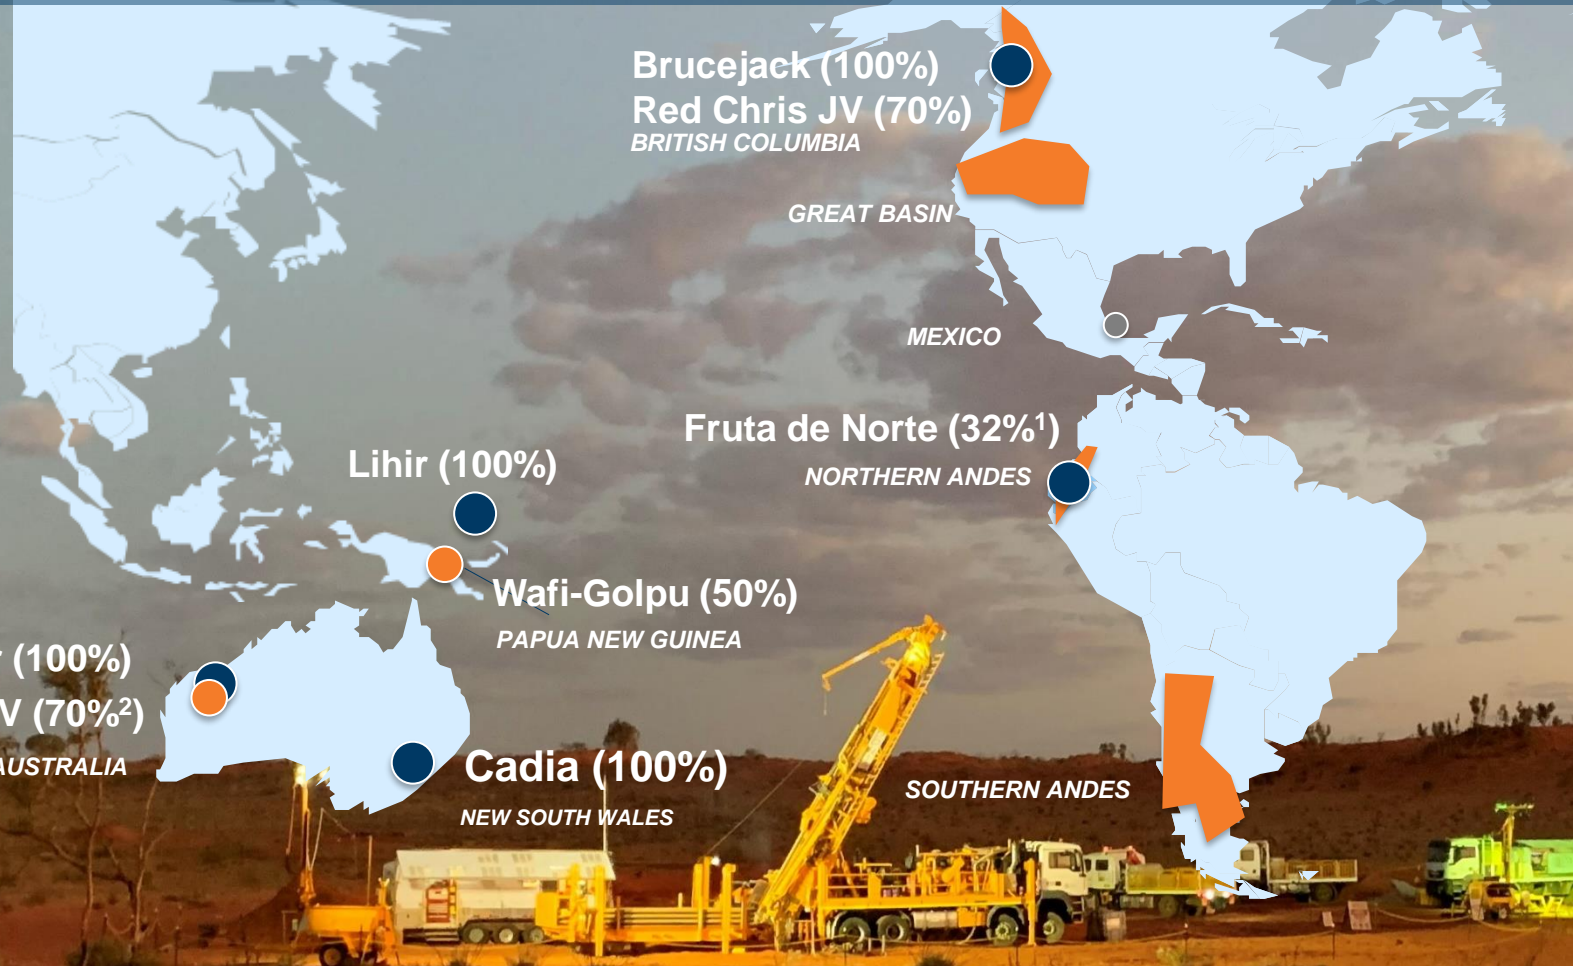 Brucejack (100%)
Red Chris JV (70%)
BRITISH COLUMBIA
GREAT BASIN
MEXICO
Fruta de Norte (32%¹)
NORTHERN ANDES
Lihir (100%)
Wafi-Golpu (50%)
PAPUA NEW GUINEA
(100%)
V (70%²)
AUSTRALIA
Cadia (100%)
NEW SOUTH WALES
SOUTHERN ANDES